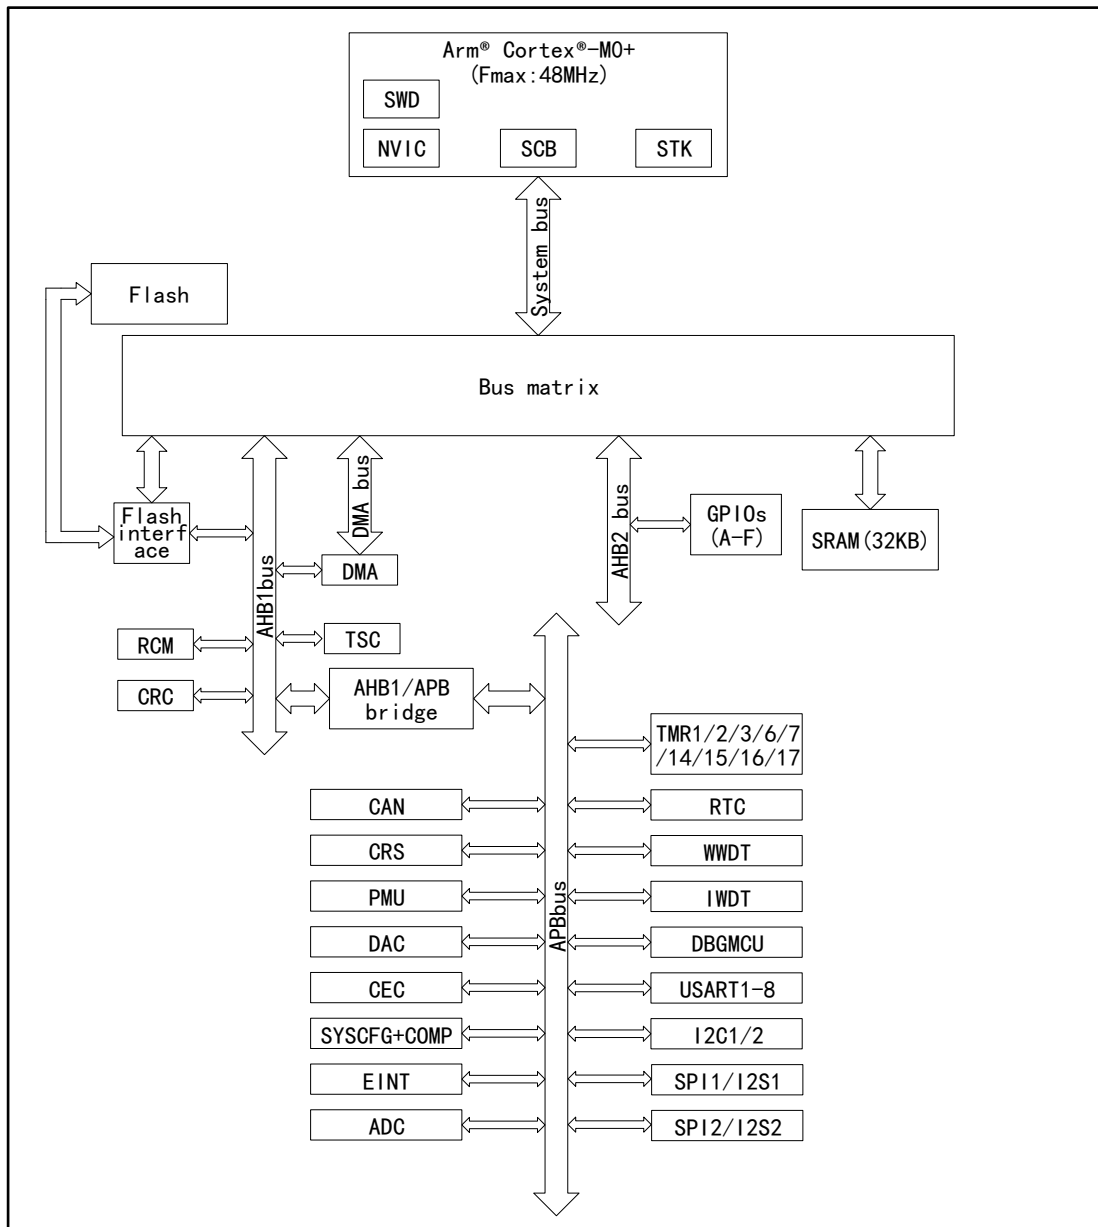 Arm® Cortex®-M0+
(Fmax:48MHz)
SWD
NVIC
SCB
STK
System bus
Flash
Bus matrix
Flash
interf
ace
AHB1bus
DMA bus
DMA
AHB2 bus
GPIOs
(A-F)
SRAM(32KB)
RCM
TSC
CRC
AHB1/APB
bridge
APBbus
TMR1/2/3/6/7
/14/15/16/17
CAN
RTC
CRS
WWDT
PMU
IWDT
DAC
DBGMCU
CEC
USART1-8
SYSCFG+COMP
I2C1/2
EINT
SPI1/I2S1
ADC
SPI2/I2S2